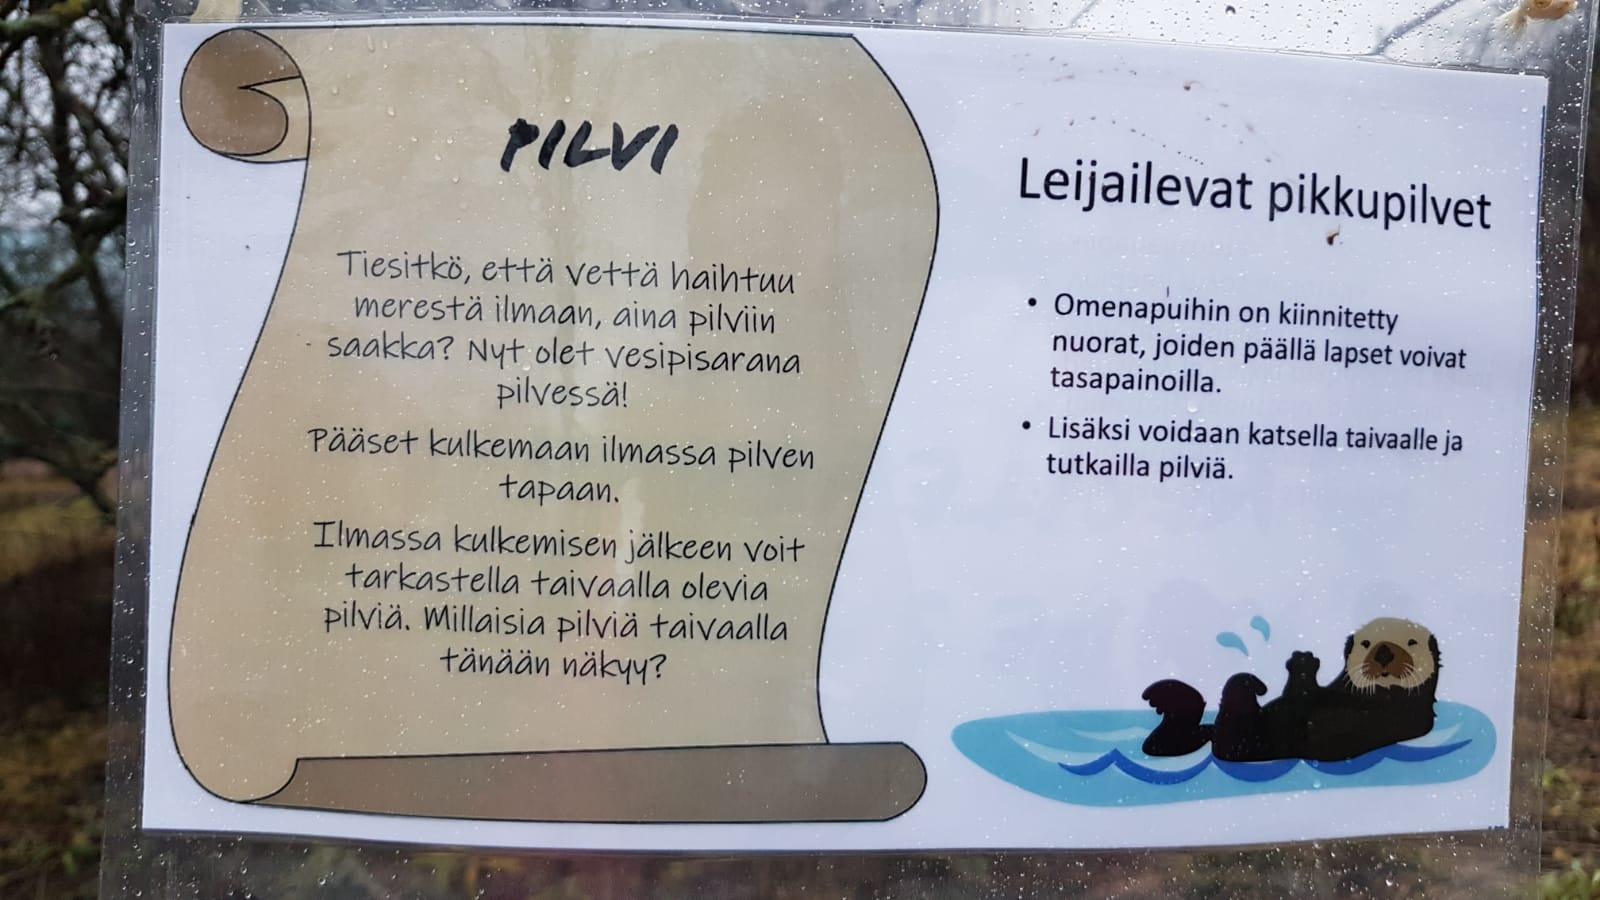 PILVI
Tiesitkö, että vettä haihtuu
merestä ilmaan, aina pilviin
saakka? Nyt olet vesipisarana
pilvessä!
Pääset kulkemaan ilmassa pilven
tapaan.
Ilmassa kulkemisen jälkeen voit
tarkastella taivaalla olevia
pilviä. Millaisia pilviä taivaalla
tänään näkyy?
Leijailevat pikkupilvet
• Omenapuihin on kiinnitetty
nuorat, joiden päällä lapset voivat
tasapainoilla.
• Lisäksi voidaan katsella taivaalle ja
tutkailla pilviä.